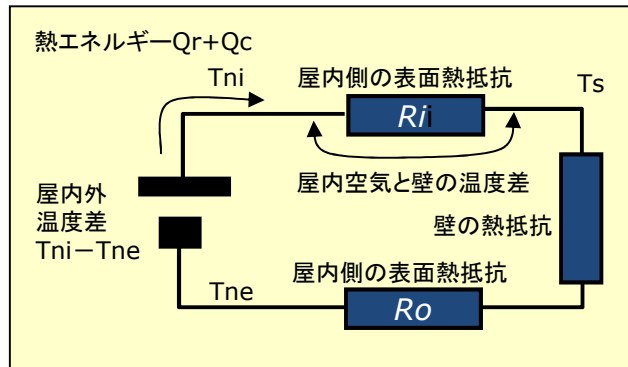 熱エネルギーQr+Qc
Tni
屋内側の表面熱抵抗
Ts
Rii
屋内空気と壁の温度差
屋内外
温度差
Tni－Tne
壁の熱抵抗
屋内側の表面熱抵抗
Tne
Ro